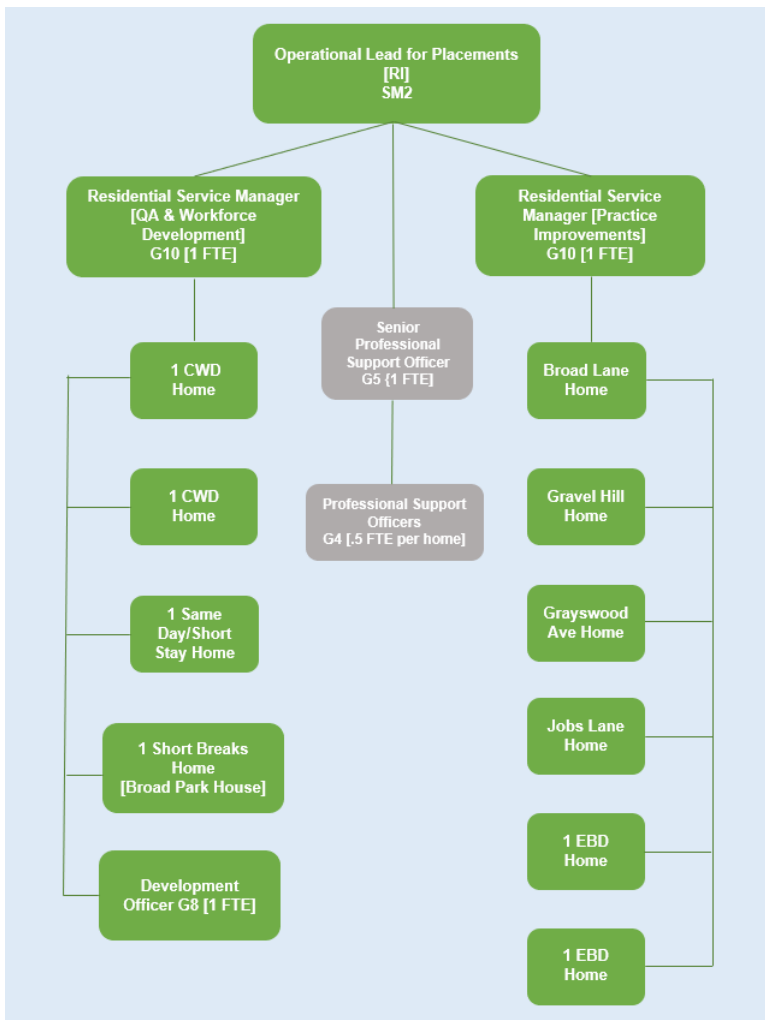 Operational Lead for Placements
[RI]
SM2
Residential Service Manager
[QA & Workforce
Development]
G10 [1 FTE]
Residential Service
Manager [Practice
Improvements]
G10 [1 FTE]
Senior
Professional
Support Officer
G5 {1 FTE]
Professional Support
Officers
G4 [.5 FTE per home]
1 CWD
Home
1 CWD
Home
1 Same
Day/Short
Stay Home
1 Short Breaks
Home
[Broad Park House]
Development
Officer G8 [1 FTE]
Broad Lane
Home
Gravel Hill
Home
Grayswood
Ave Home
Jobs Lane
Home
1 EBD
Home
1 EBD
Home